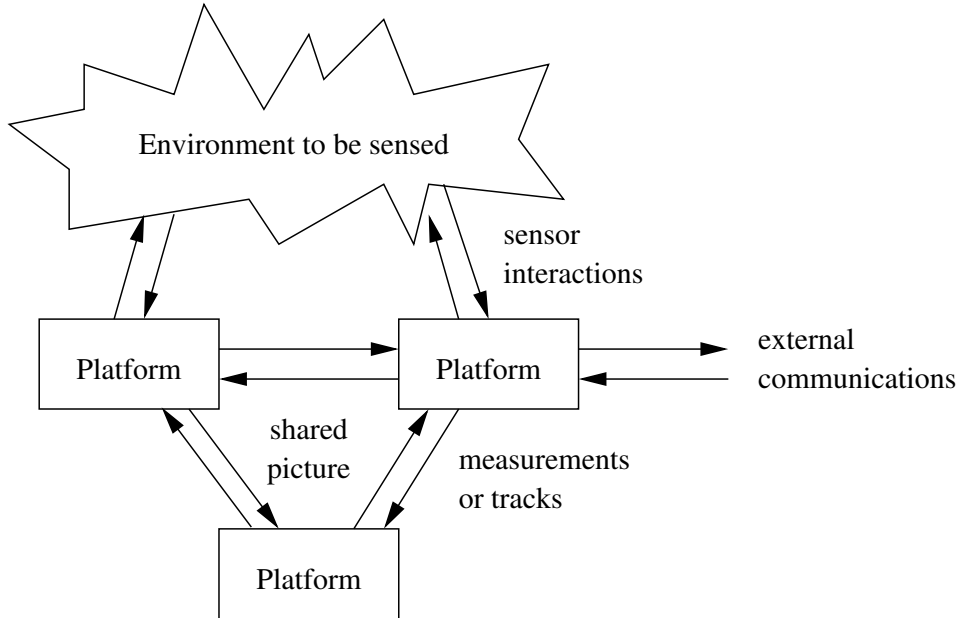 Environment to be sensed
sensor
interactions
Platform
Platform
external
communications
shared
picture
measurements
or tracks
Platform